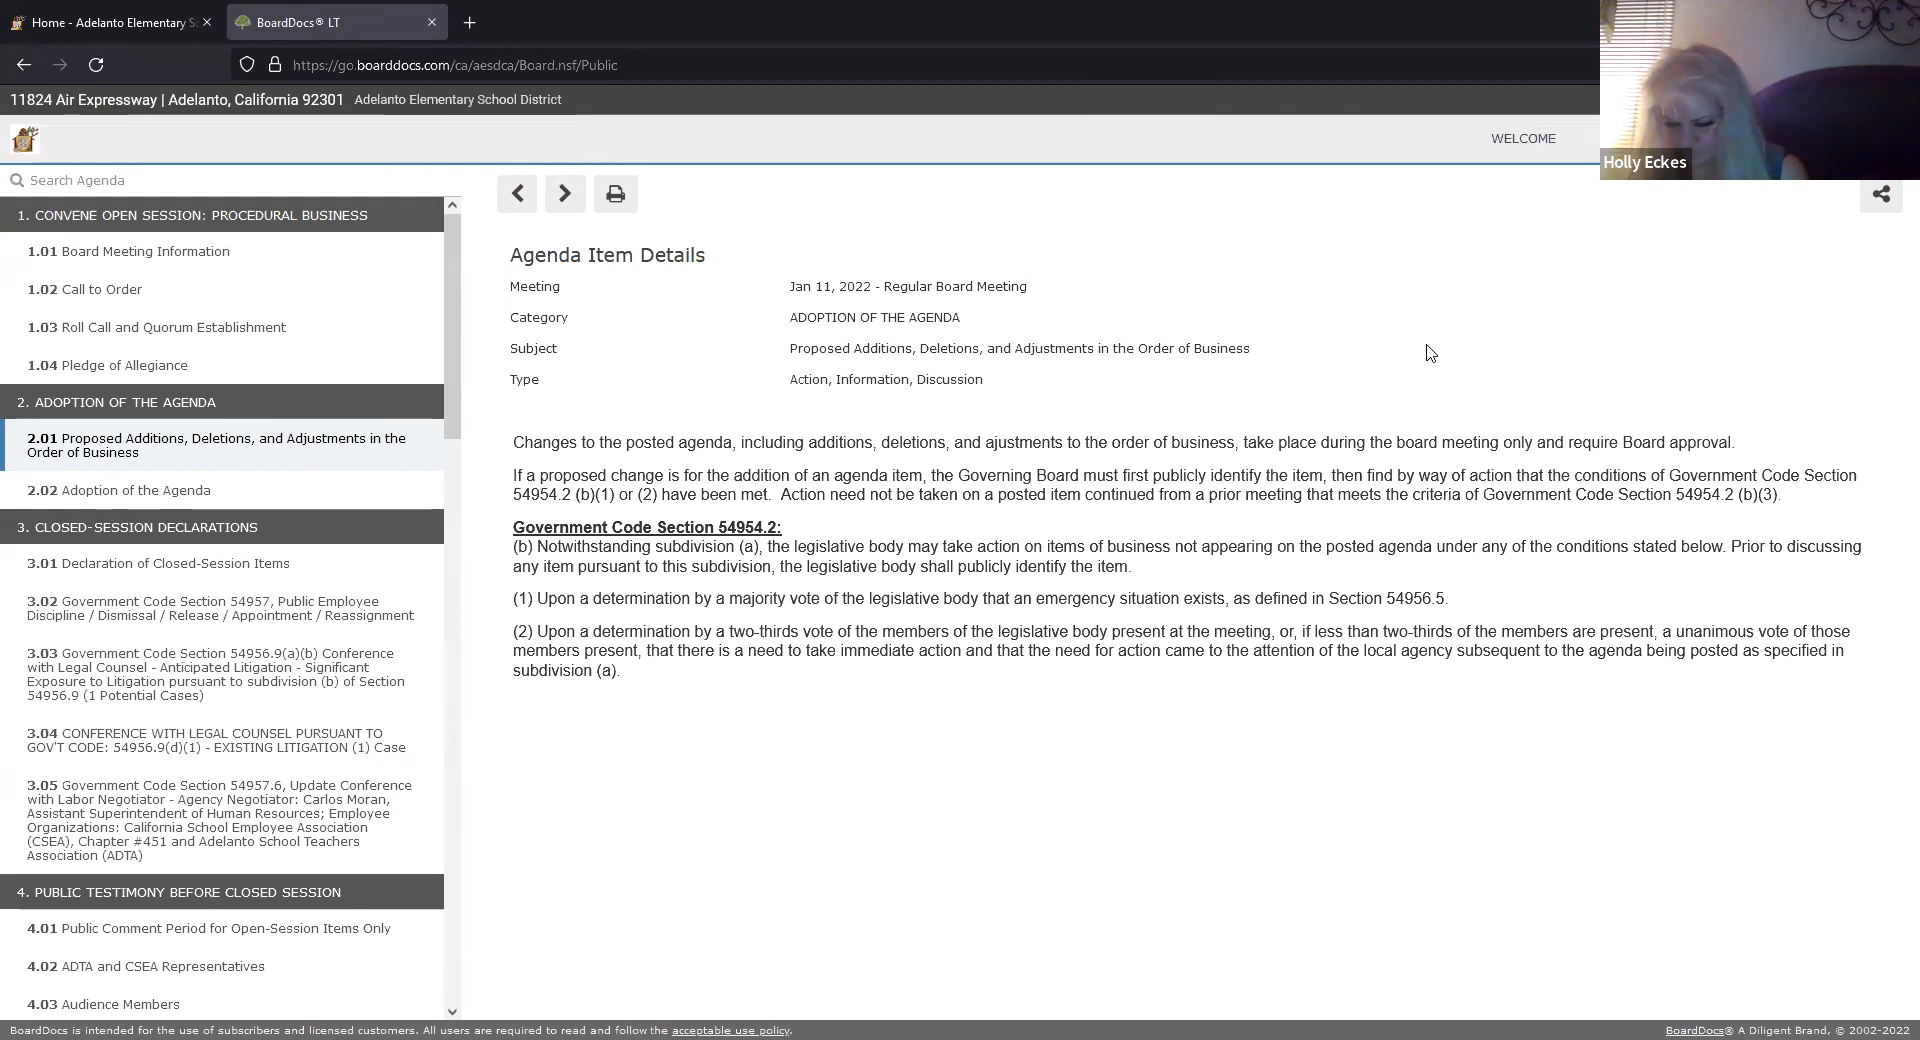 Home - Adelanto Elementary Sc
BoardDocs® LT
https://go.boarddocs.com/ca/aesdca/Board.nsf/Public
11824 Air Expressway | Adelanto, California 92301 Adelanto Elementary School District
WELCOME
Holly Eckes
Search Agenda
1. CONVENE OPEN SESSION: PROCEDURAL BUSINESS
1.01 Board Meeting Information
1.02 Call to Order
1.03 Roll Call and Quorum Establishment
1.04 Pledge of Allegiance
2. ADOPTION OF THE AGENDA
2.01 Proposed Additions, Deletions, and Adjustments in the
Order of Business
2.02 Adoption of the Agenda
3. CLOSED-SESSION DECLARATIONS
3.01 Declaration of Closed-Session Items
3.02 Government Code Section 54957, Public Employee
Discipline / Dismissal / Release / Appointment / Reassignment
3.03 Government Code Section 54956.9(a)(b) Conference
with Legal Counsel - Anticipated Litigation - Significant
Exposure to Litigation pursuant to subdivision (b) of Section
54956.9 (1 Potential Cases)
3.04 CONFERENCE WITH LEGAL COUNSEL PURSUANT TO
GOV'T CODE: 54956.9(d)(1) - EXISTING LITIGATION (1) Case
3.05 Government Code Section 54957.6, Update Conference
with Labor Negotiator - Agency Negotiator: Carlos Moran,
Assistant Superintendent of Human Resources; Employee
Organizations: California School Employee Association
(CSEA), Chapter #451 and Adelanto School Teachers
Association (ADTA)
4. PUBLIC TESTIMONY BEFORE CLOSED SESSION
4.01 Public Comment Period for Open-Session Items Only
4.02 ADTA and CSEA Representatives
4.03 Audience Members
Agenda Item Details
Meeting Jan 11, 2022 - Regular Board Meeting
Category ADOPTION OF THE AGENDA
Subject Proposed Additions, Deletions, and Adjustments in the Order of Business
Type Action, Information, Discussion
Changes to the posted agenda, including additions, deletions, and ajustments to the order of business, take place during the board meeting only and require Board approval.
If a proposed change is for the addition of an agenda item, the Governing Board must first publicly identify the item, then find by way of action that the conditions of Government Code Section
54954.2 (b)(1) or (2) have been met. Action need not be taken on a posted item continued from a prior meeting that meets the criteria of Government Code Section 54954.2 (b)(3).
Government Code Section 54954.2:
(b) Notwithstanding subdivision (a), the legislative body may take action on items of business not appearing on the posted agenda under any of the conditions stated below. Prior to discussing
any item pursuant to this subdivision, the legislative body shall publicly identify the item.
(1) Upon a determination by a majority vote of the legislative body that an emergency situation exists, as defined in Section 54956.5.
(2) Upon a determination by a two-thirds vote of the members of the legislative body present at the meeting, or, if less than two-thirds of the members are present, a unanimous vote of those
members present, that there is a need to take immediate action and that the need for action came to the attention of the local agency subsequent to the agenda being posted as specified in
subdivision (a).
BoardDocs is intended for the use of subscribers and licensed customers. All users are required to read and follow the acceptable use policy.
BoardDocs® A Diligent Brand, © 2002-2022